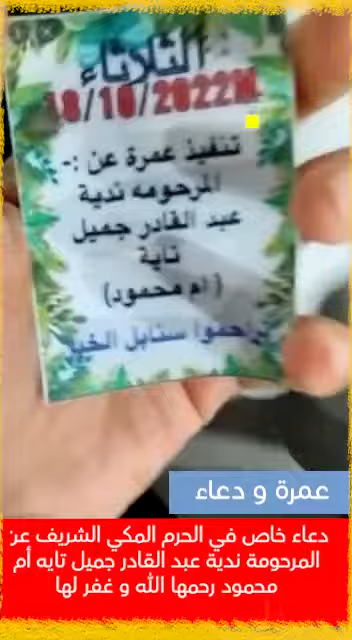 الثلاثاء
18/10/2022M
تنفيذ عمرة عن :-
المرحومه ندية
عبد القادر جميل
تاية
(ام محمود)
تراحموا سنابل الخير
عمرة و دعاء
دعاء خاص في الحرم المكي الشريف عن
المرحومة ندية عبد القادر جميل تايه أم
محمود رحمها الله و غفر لها